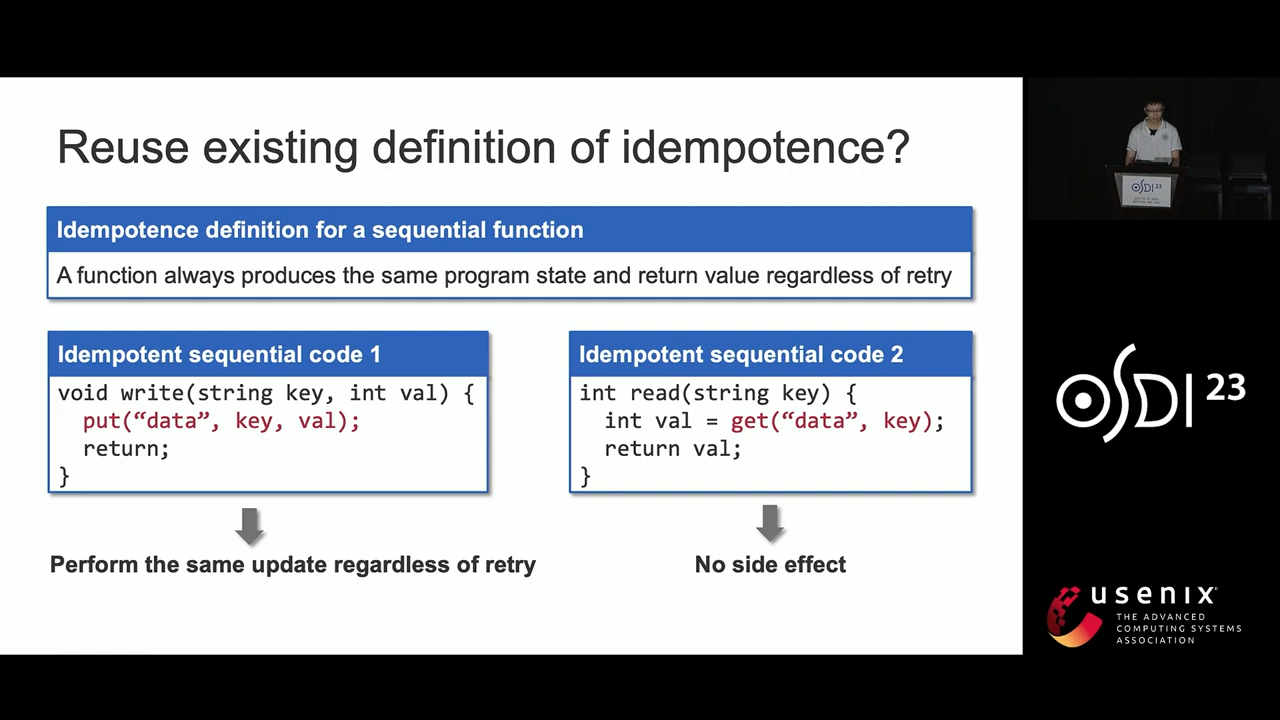 Reuse existing definition of idempotence?
Idempotence definition for a sequential function
A function always produces the same program state and return value regardless of retry
Idempotent sequential code 1
void write(string key, int val) {
put(“data”, key, val);
return;
}
Perform the same update regardless of retry
Idempotent sequential code 2
int read(string key) {
int val = get(“data”, key);
return val;
}
No side effect
OSDI 23
OSDI 23
usenix
THE ADVANCED
COMPUTING SYSTEMS
ASSOCIATION